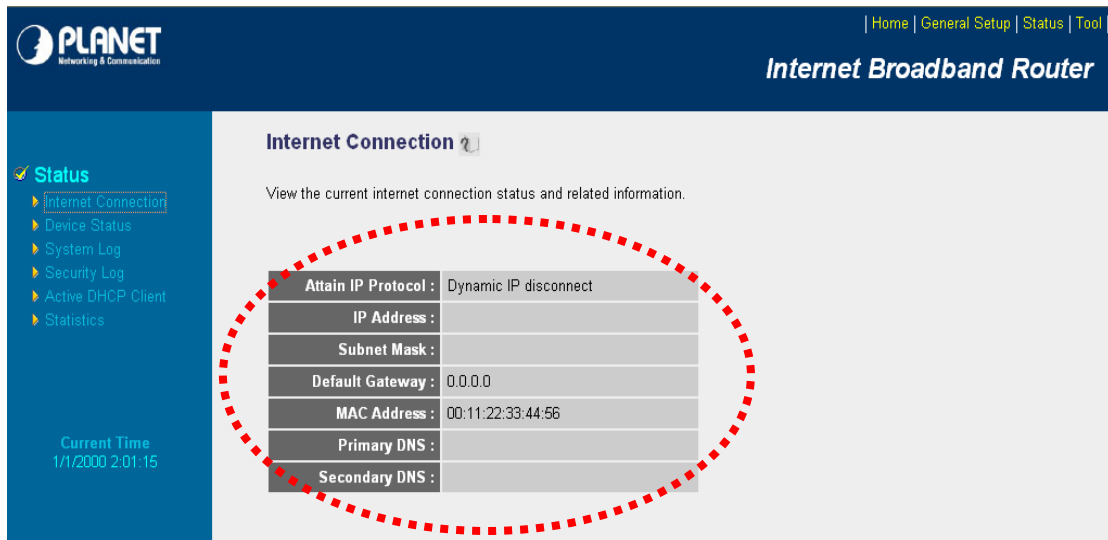 PLANET
Networking & Communication
| Home | General Setup | Status | Tool |
Internet Broadband Router
Status
Internet Connection
Device Status
System Log
Security Log
Active DHCP Client
Statistics
Current Time
1/1/2000 2:01:15
Internet Connection
View the current internet connection status and related information.
Attain IP Protocol : Dynamic IP disconnect
IP Address :
Subnet Mask :
Default Gateway : 0.0.0.0
MAC Address : 00:11:22:33:44:56
Primary DNS :
Secondary DNS :